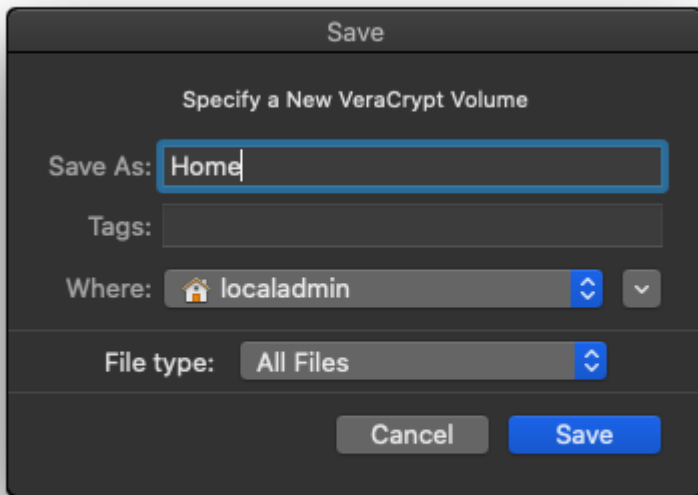 Save
Specify a New VeraCrypt Volume
Save As: Home
Tags:
Where: localadmin
File type: All Files
Cancel Save